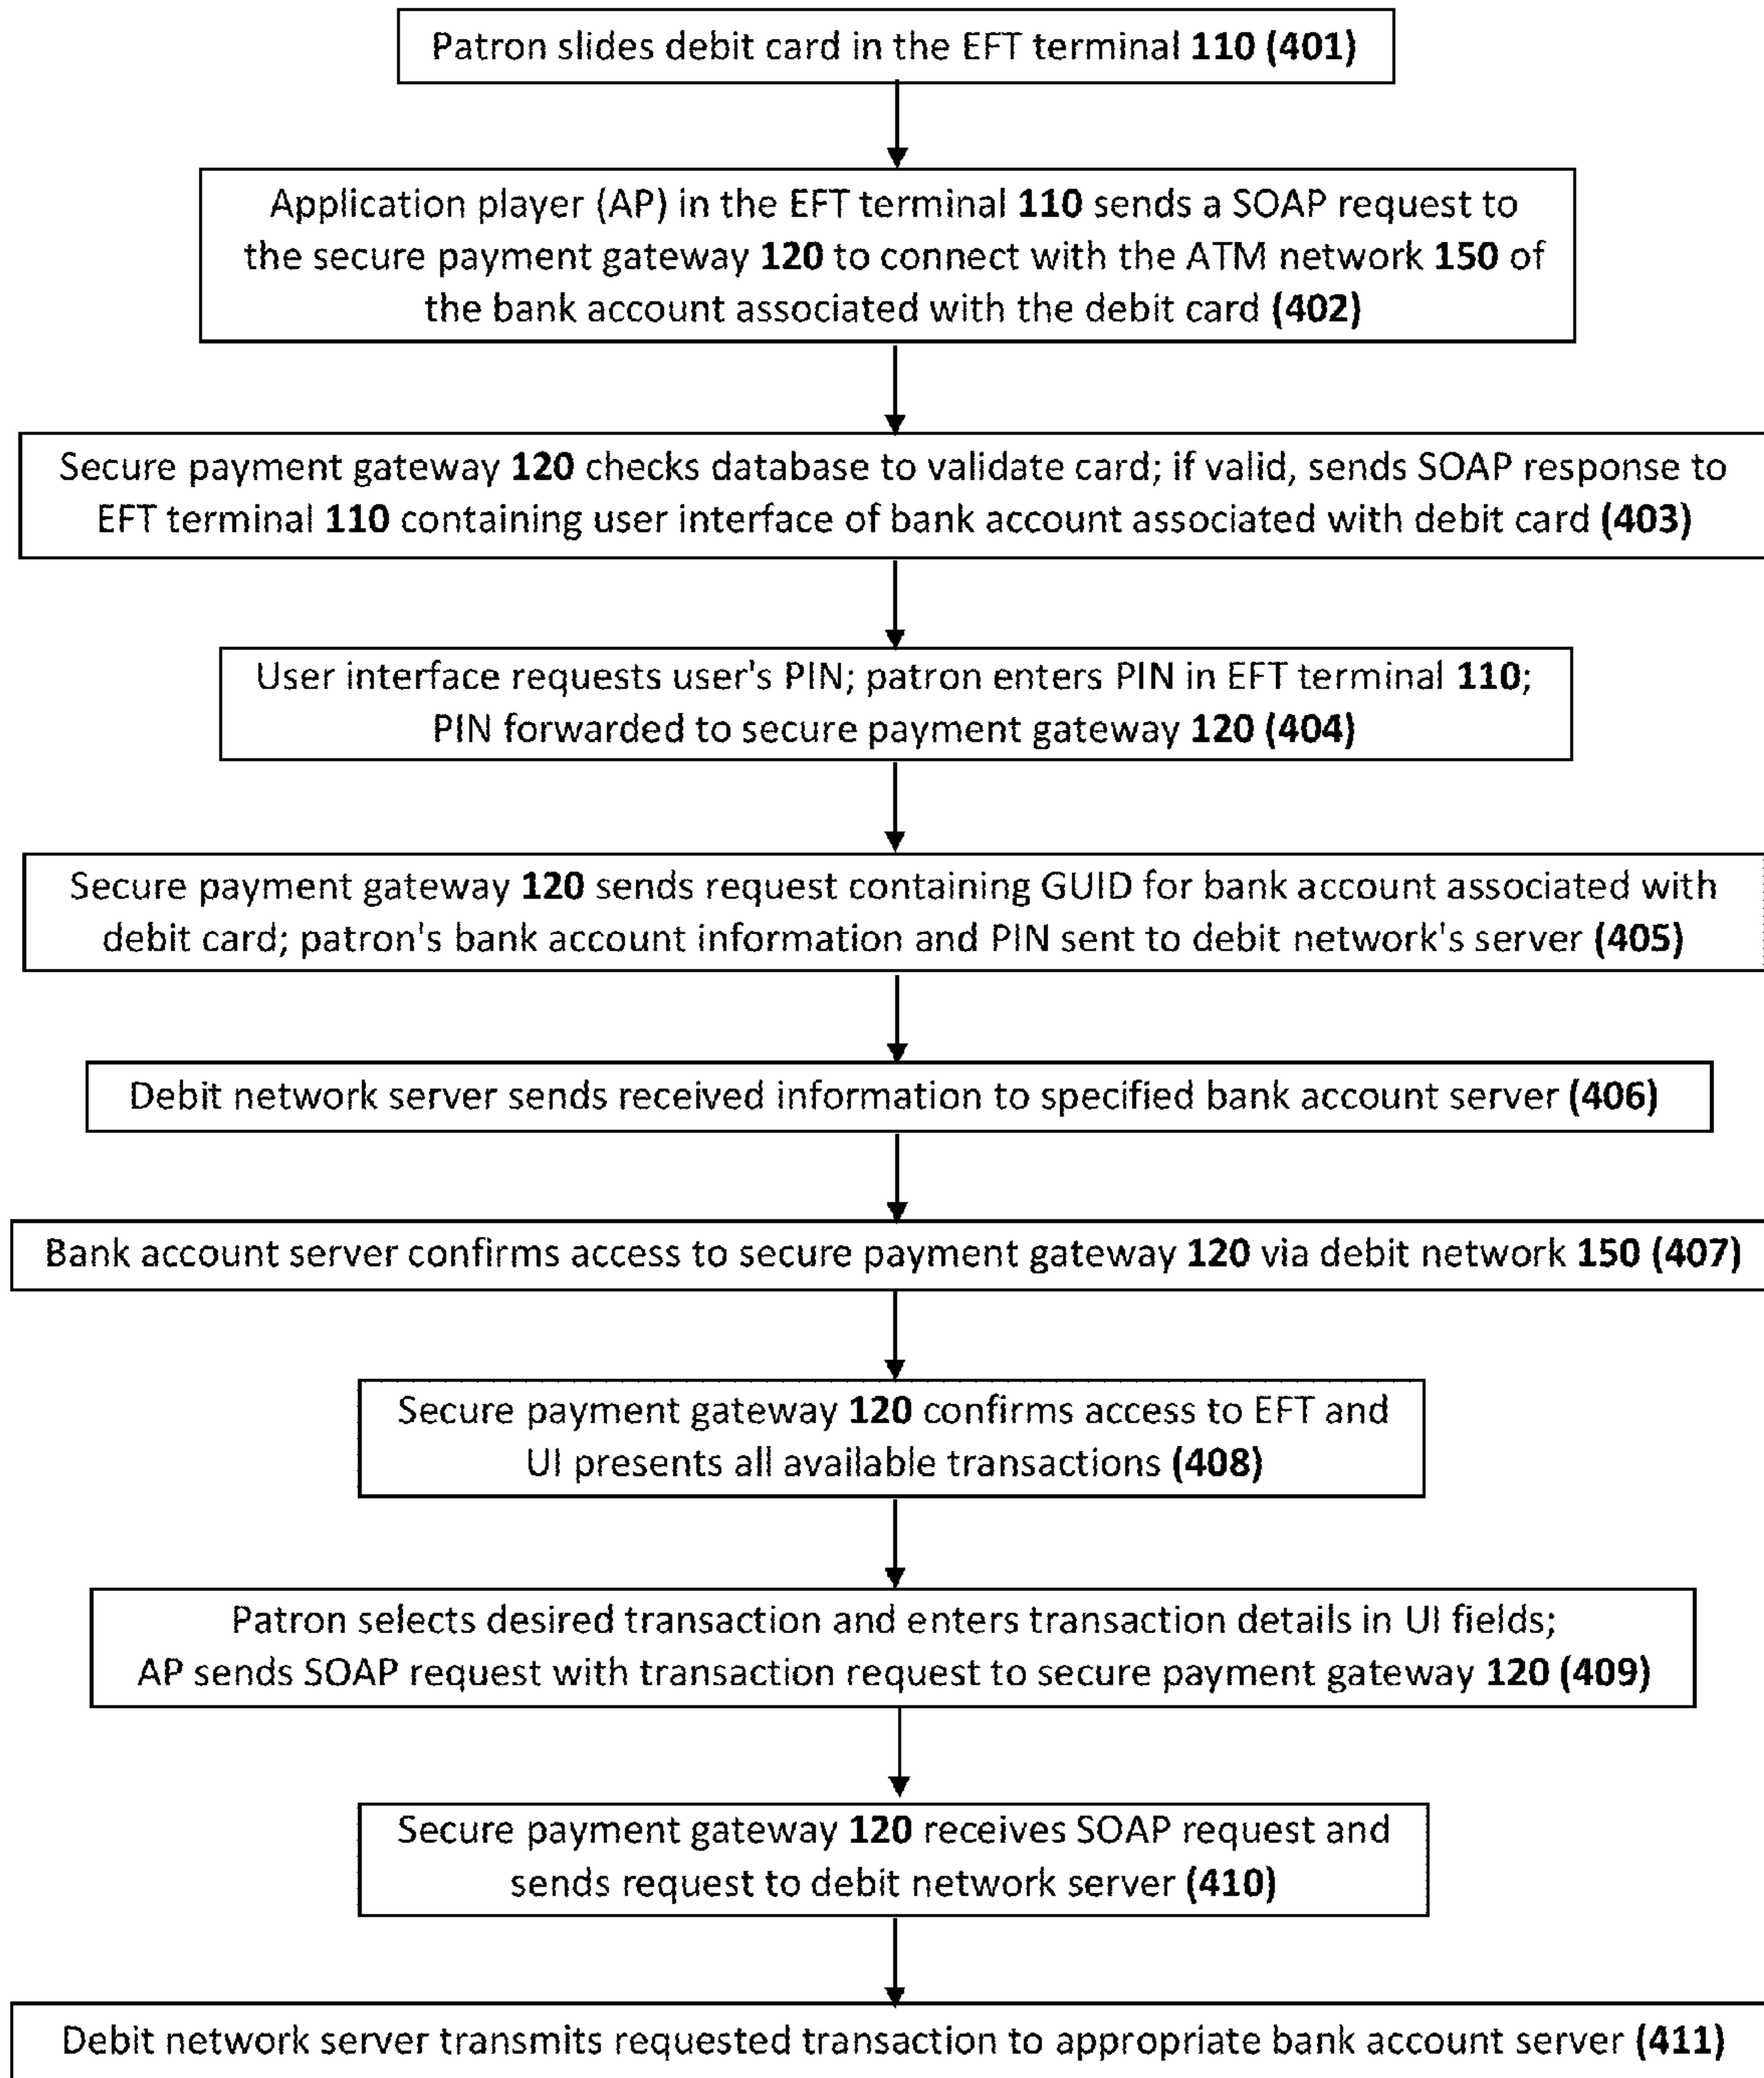 Patron slides debit card in the EFT terminal 110 (401)
Application player (AP) in the EFT terminal 110 sends a SOAP request to
the secure payment gateway 120 to connect with the ATM network 150 of
the bank account associated with the debit card (402)
Secure payment gateway 120 checks database to validate card; if valid, sends SOAP response to
EFT terminal 110 containing user interface of bank account associated with debit card (403)
User interface requests user's PIN; patron enters PIN in EFT terminal 110;
PIN forwarded to secure payment gateway 120 (404)
Secure payment gateway 120 sends request containing GUID for bank account associated with
debit card; patron's bank account information and PIN sent to debit network's server (405)
Debit network server sends received information to specified bank account server (406)
Bank account server confirms access to secure payment gateway 120 via debit network 150 (407)
Secure payment gateway 120 confirms access to EFT and
UI presents all available transactions (408)
Patron selects desired transaction and enters transaction details in UI fields;
AP sends SOAP request with transaction request to secure payment gateway 120 (409)
Secure payment gateway 120 receives SOAP request and
sends request to debit network server (410)
Debit network server transmits requested transaction to appropriate bank account server (411)